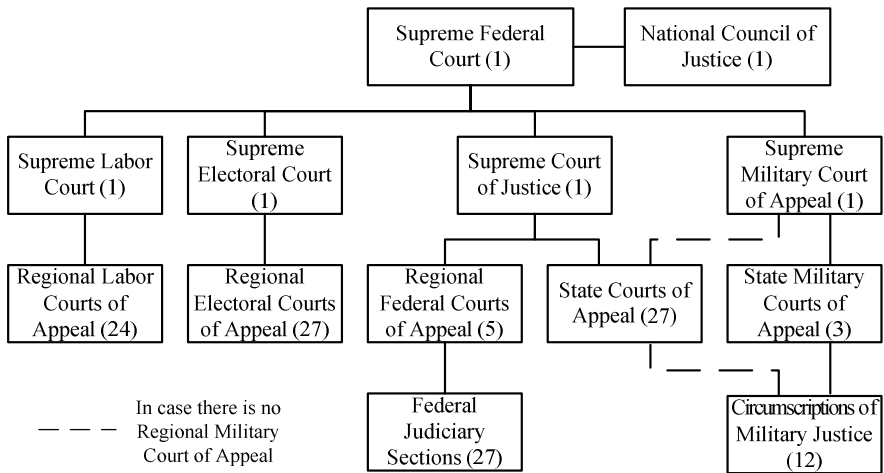 Supreme Federal
Court (1)
National Council of
Justice (1)
Supreme Labor
Court (1)
Supreme
Electoral Court
(1)
Supreme Court
of Justice (1)
Supreme
Military Court
of Appeal (1)
Regional Labor
Courts of
Appeal (24)
Regional
Electoral Courts
of Appeal (27)
Regional
Federal Courts
of Appeal (5)
State Courts of
Appeal (27)
State Military
Courts of
Appeal (3)
In case there is no
Regional Military
Court of Appeal
Federal
Judiciary
Sections (27)
Circumscriptions of
Military Justice
(12)